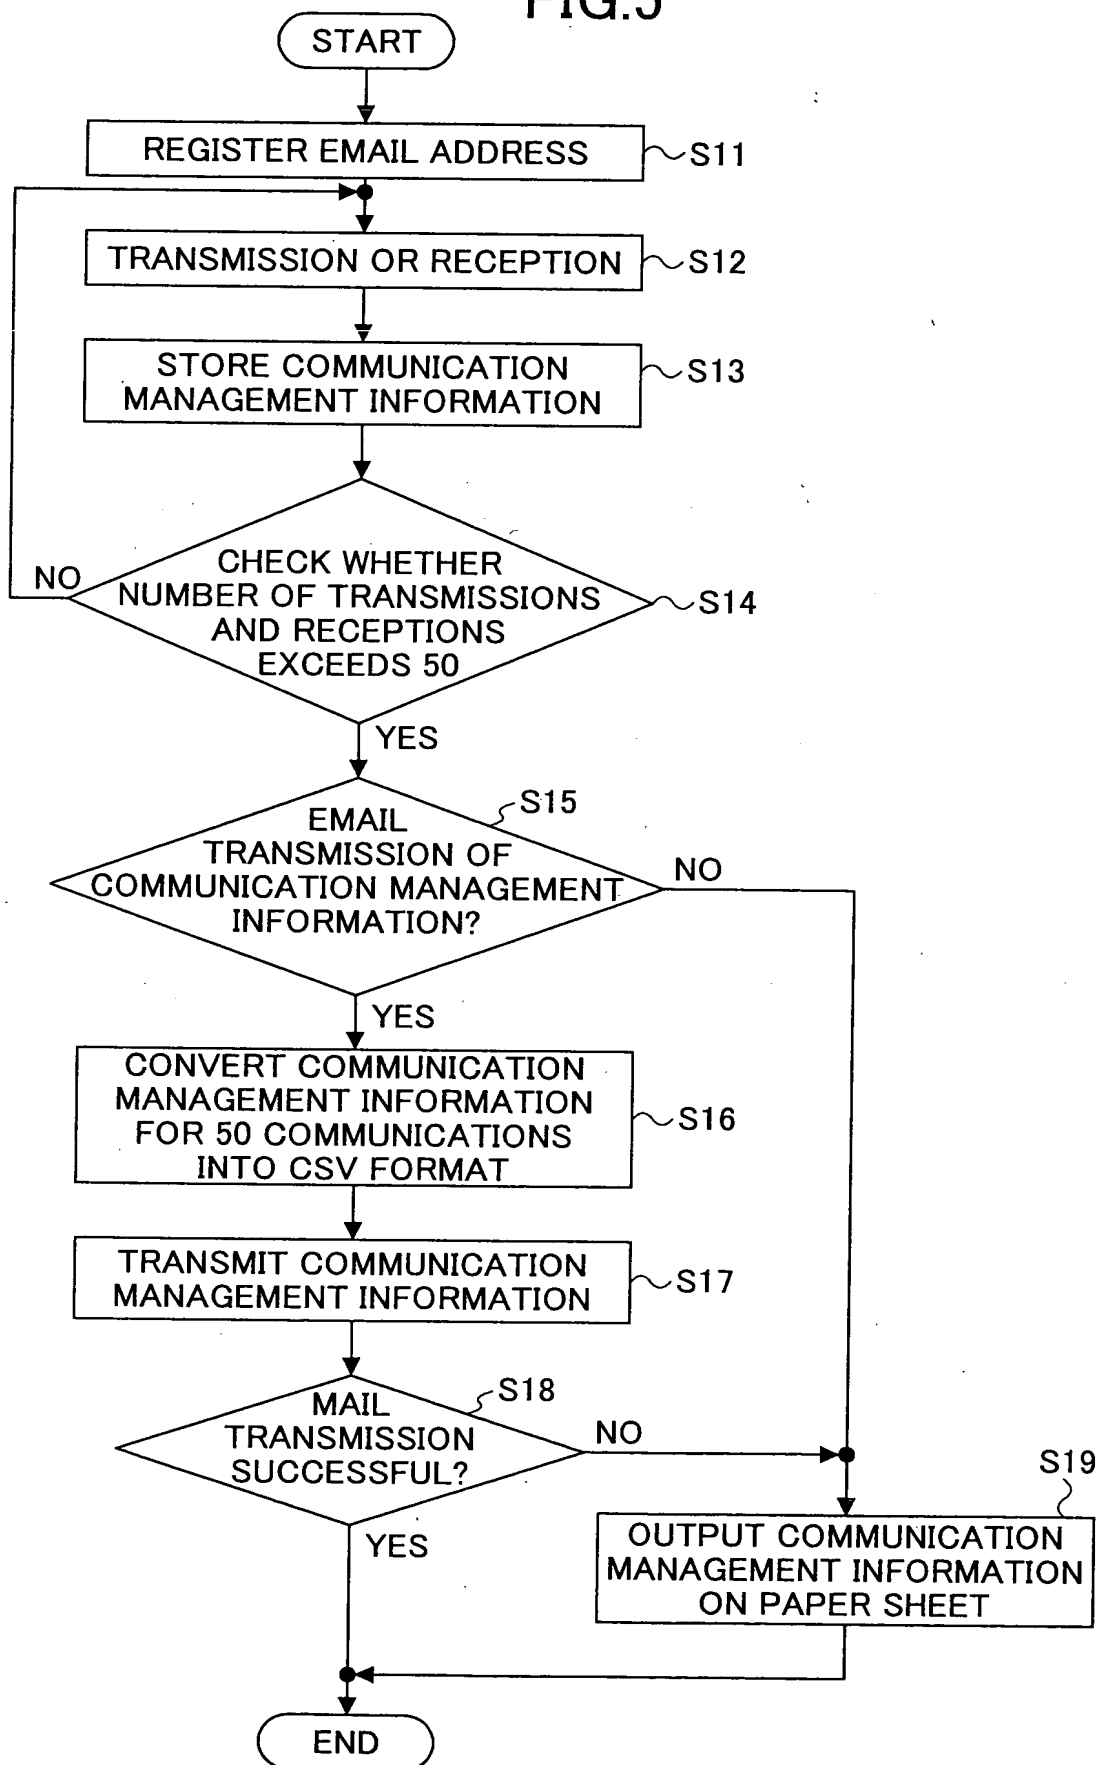 FIG.5
START
REGISTER EMAIL ADDRESS
S11
TRANSMISSION OR RECEPTION
S12
STORE COMMUNICATION
MANAGEMENT INFORMATION
S13
CHECK WHETHER
NUMBER OF TRANSMISSIONS
AND RECEPTIONS
EXCEEDS 50
NO
S14
YES
S15
EMAIL
TRANSMISSION OF
COMMUNICATION MANAGEMENT
INFORMATION?
NO
YES
CONVERT COMMUNICATION
MANAGEMENT INFORMATION
FOR 50 COMMUNICATIONS
INTO CSV FORMAT
S16
TRANSMIT COMMUNICATION
MANAGEMENT INFORMATION
S17
S18
MAIL
TRANSMISSION
SUCCESSFUL?
NO
YES
S19
OUTPUT COMMUNICATION
MANAGEMENT INFORMATION
ON PAPER SHEET
END